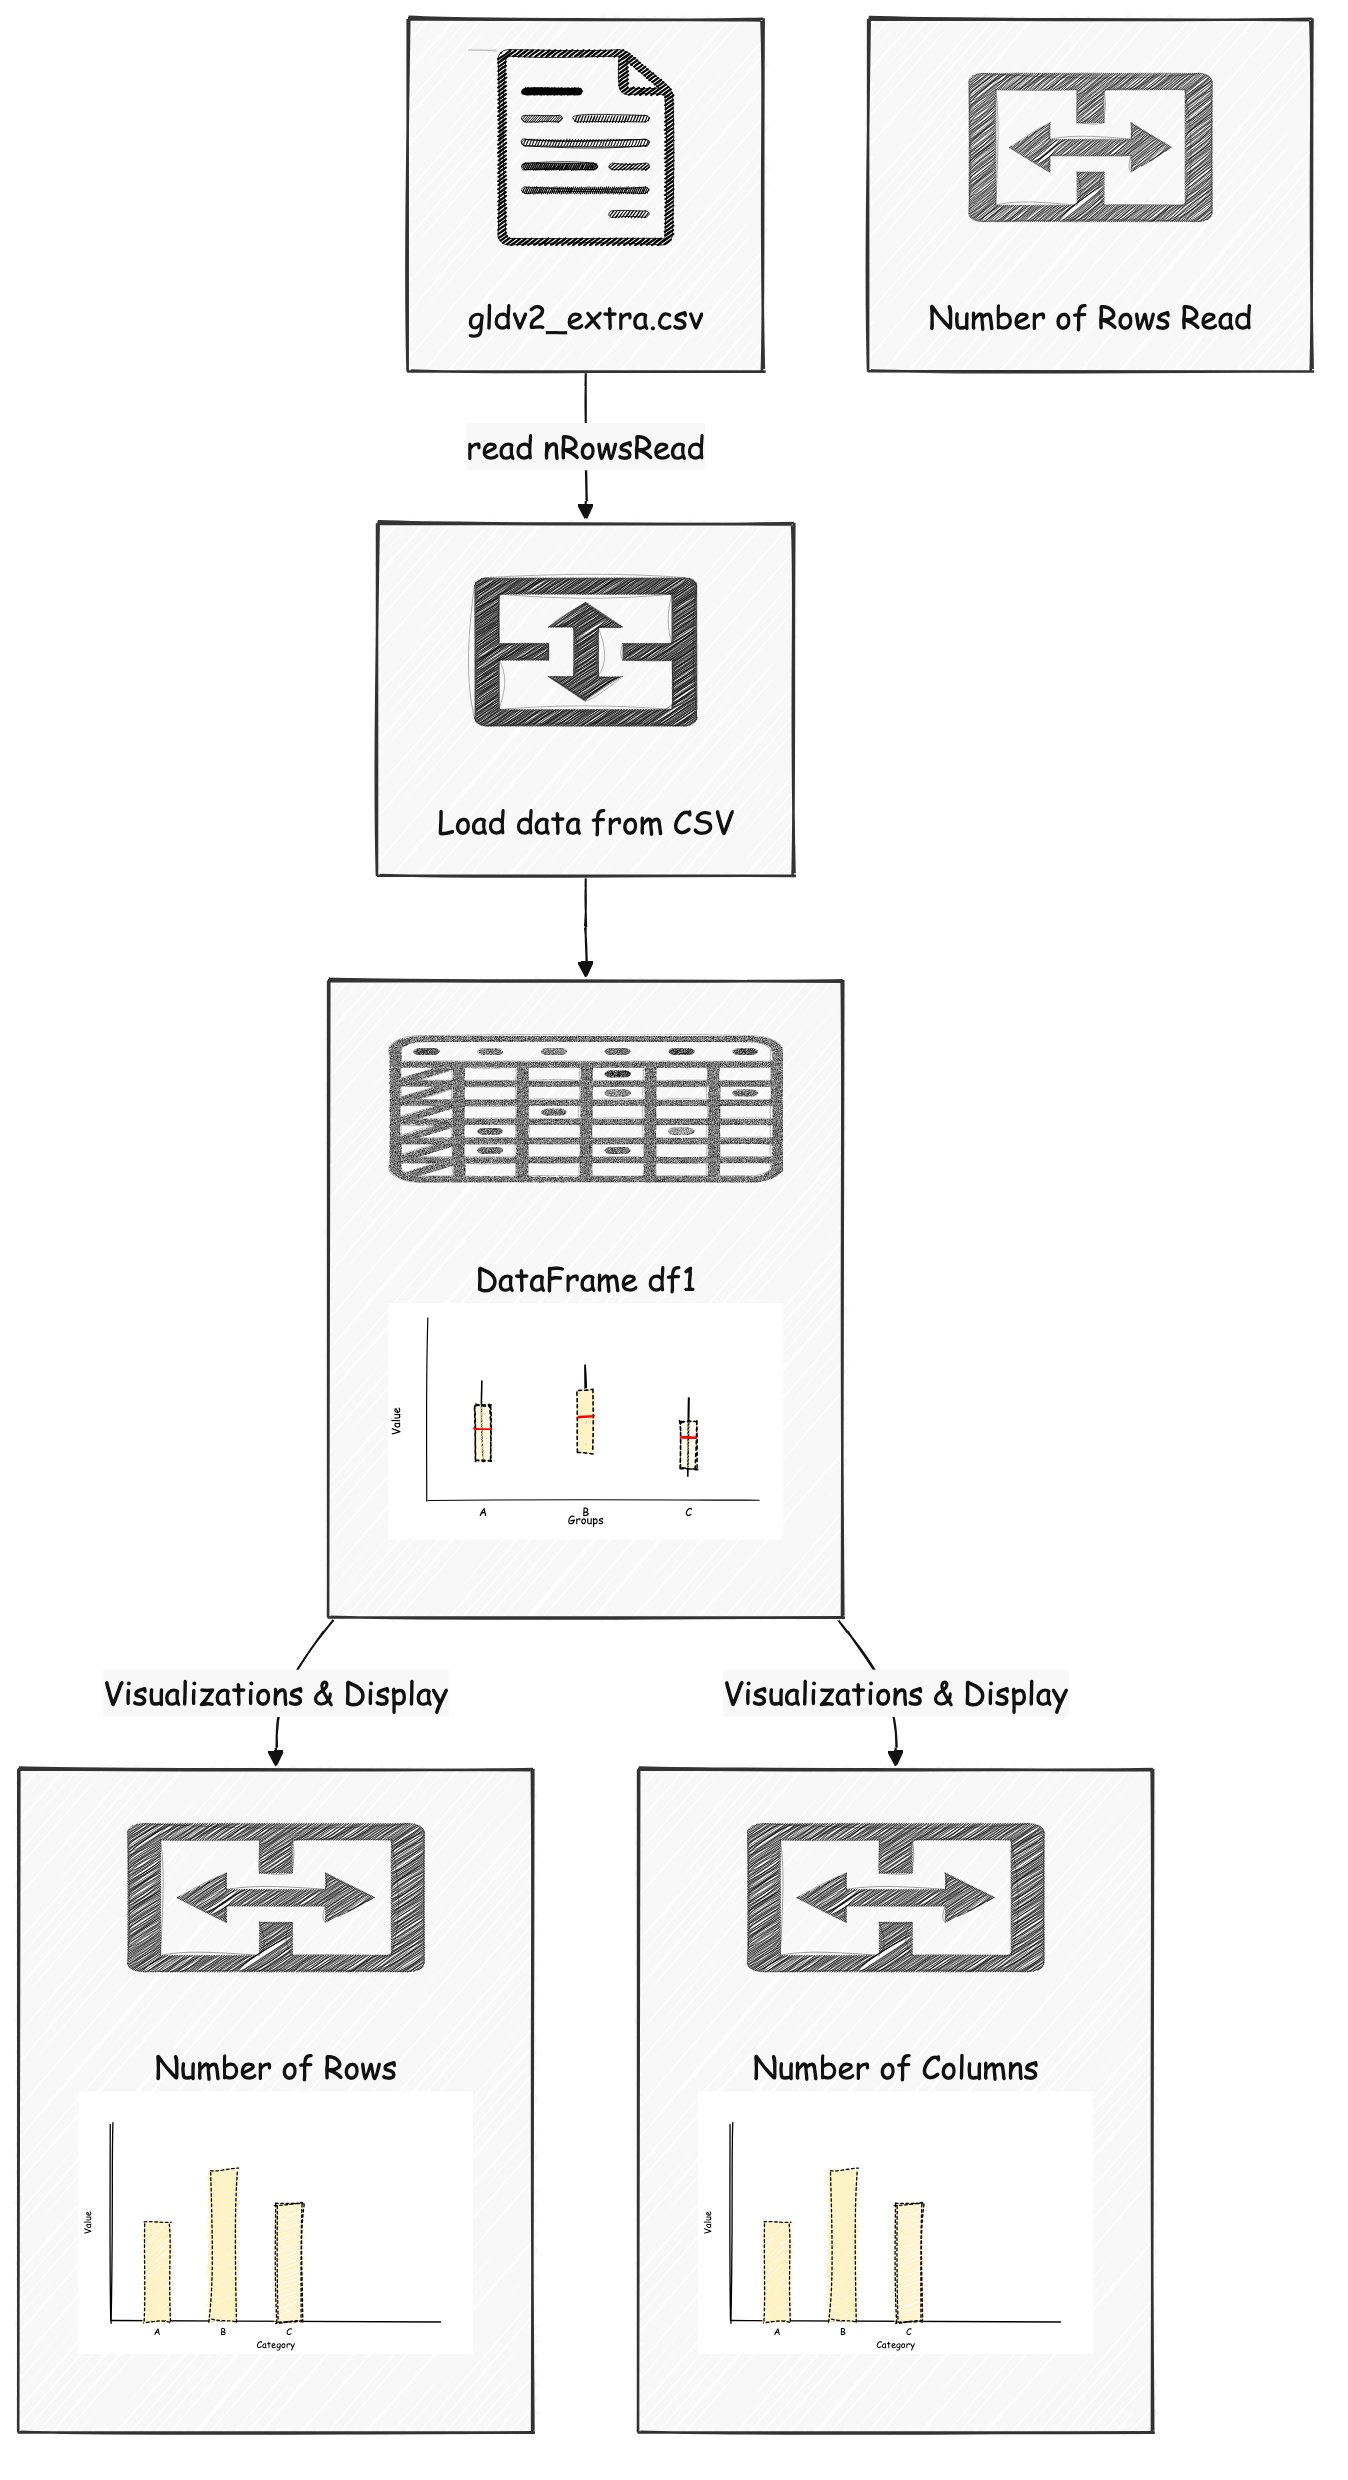 gldv2_extra.csv
Number of Rows Read
read nRowsRead
Load data from CSV
DataFrame df1
Value
A
B
C
Groups
Visualizations & Display
Visualizations & Display
Number of Rows
Value
A
B
C
Category
Number of Columns
Value
A
B
C
Category